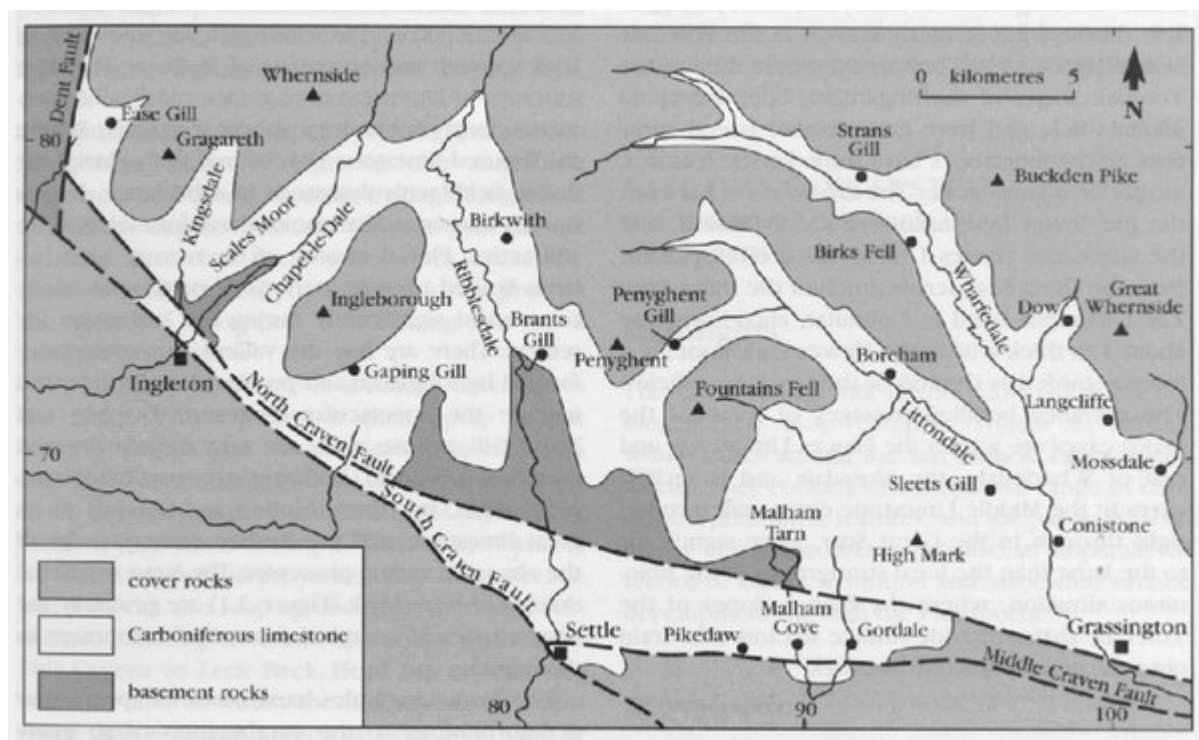 Dent Fault
Ease Gill
80
Gragareth
Whernside
Kingsdale
Scales Moor
Chapel-le-Dale
Ingleborough
Gaping Gill
Ingleton
70
North Craven Fault
South Craven Fault
Birkwith
Ribblesdale
Brants
Gill
Penyghent
Gill
Penyghent
Fountains Fell
0 kilometres 5
N
Strans
Gill
Buckden Pike
Birks Fell
Wharfedale
Dow
Great
Whernside
Boreham
Littondale
Langcliffe
Mossdale
Sleets Gill
Malham
Tarn
High Mark
Conistone
Settle
Pikedaw
Malham
Cove
Gordale
Grassington
Middle Craven Fault
cover rocks
Carboniferous limestone
basement rocks
80
90
100